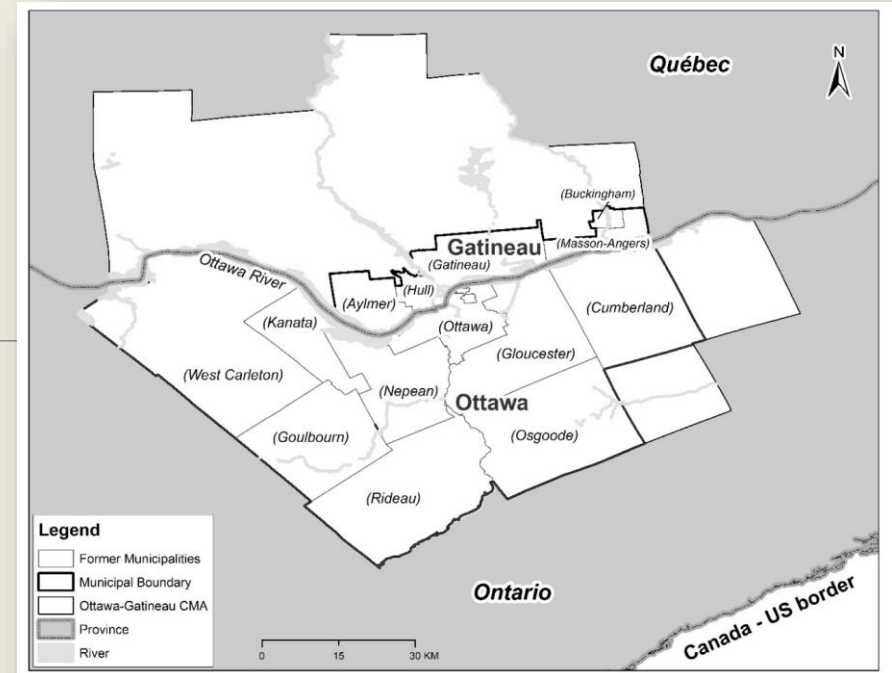 Québec
N
(Buckingham)
Gatineau
(Masson-Angers)
(Gatineau)
Ottawa River
(Hull)
(Aylmer)
(Cumberland)
(Kanata)
(Ottawa)
(Gloucester)
(West Carleton)
(Nepean)
Ottawa
(Goulbourn)
(Osgoode)
(Rideau)
Legend
Former Municipalities
Municipal Boundary
Ottawa-Gatineau CMA
Province
River
Ontario
0 15 30 KM
Canada - US border